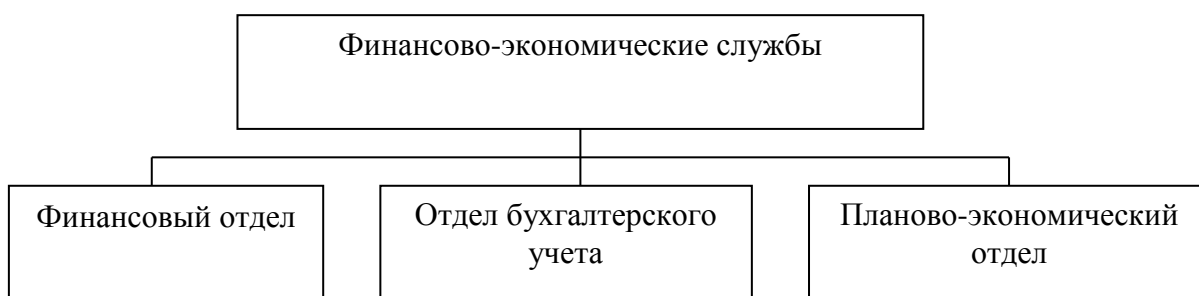 Финансово-экономические службы
Финансовый отдел
Отдел бухгалтерского
учета
Планово-экономический
отдел